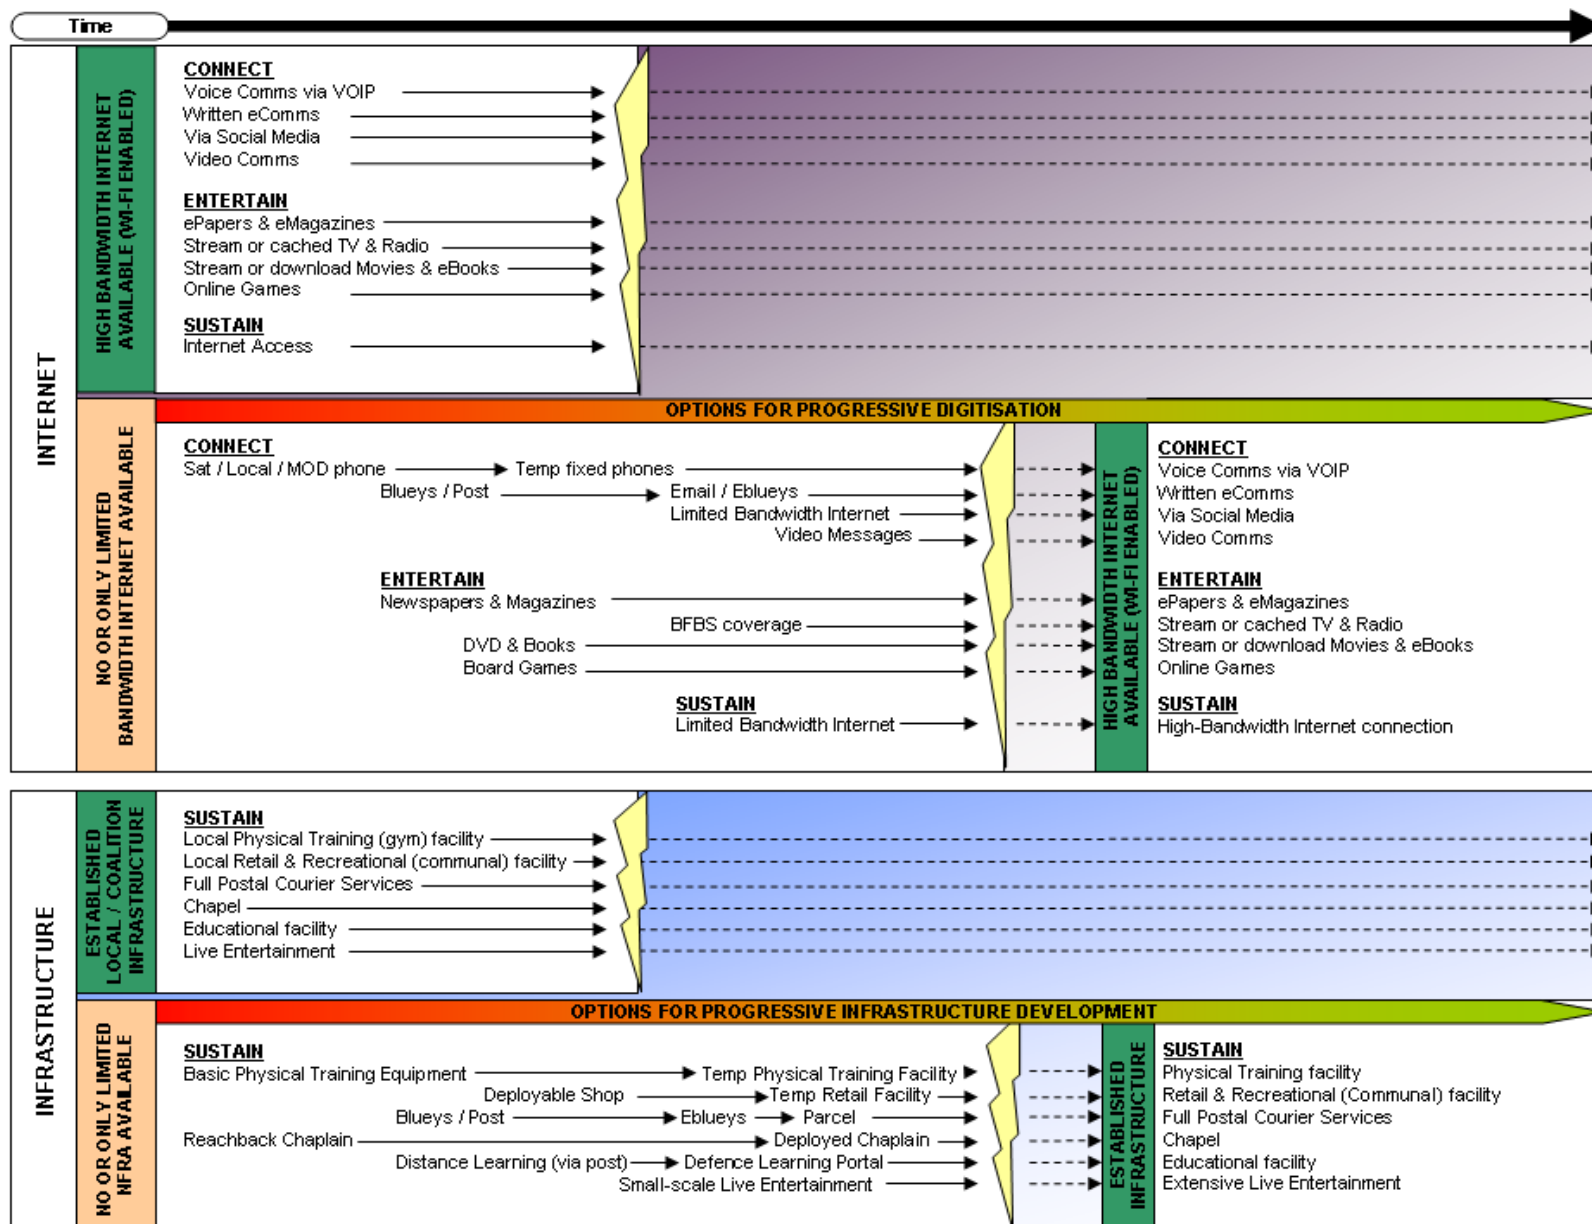 Time
INTERNET
HIGH BANDWIDTH INTERNET
AVAILABLE (WI-FI ENABLED)
CONNECT
Voice Comms via VOIP
Written eComms
Via Social Media
Video Comms
ENTERTAIN
ePapers & eMagazines
Stream or cached TV & Radio
Stream or download Movies & eBooks
Online Games
SUSTAIN
Internet Access
OPTIONS FOR PROGRESSIVE DIGITISATION
NO OR ONLY LIMITED
BANDWIDTH INTERNET AVAILABLE
CONNECT
Sat / Local / MOD phone
Temp fixed phones
Blueys / Post
Email / Eblueys
Limited Bandwidth Internet
Video Messages
ENTERTAIN
Newspapers & Magazines
BFBS coverage
DVD & Books
Board Games
SUSTAIN
Limited Bandwidth Internet
HIGH BANDWIDTH INTERNET
AVAILABLE (WI-FI ENABLED)
CONNECT
Voice Comms via VOIP
Written eComms
Via Social Media
Video Comms
ENTERTAIN
ePapers & eMagazines
Stream or cached TV & Radio
Stream or download Movies & eBooks
Online Games
SUSTAIN
High-Bandwidth Internet connection
INFRASTRUCTURE
ESTABLISHED
LOCAL / COALITION
INFRASTRUCTURE
SUSTAIN
Local Physical Training (gym) facility
Local Retail & Recreational (communal) facility
Full Postal Courier Services
Chapel
Educational facility
Live Entertainment
OPTIONS FOR PROGRESSIVE INFRASTRUCTURE DEVELOPMENT
NO OR ONLY LIMITED
NFRA AVAILABLE
SUSTAIN
Basic Physical Training Equipment
Temp Physical Training Facility
Deployable Shop
Temp Retail Facility
Blueys / Post
Eblueys
Parcel
Reachback Chaplain
Deployed Chaplain
Distance Learning (via post)
Defence Learning Portal
Small-scale Live Entertainment
ESTABLISHED
INFRASTRUCTURE
SUSTAIN
Physical Training facility
Retail & Recreational (Communal) facility
Full Postal Courier Services
Chapel
Educational facility
Extensive Live Entertainment